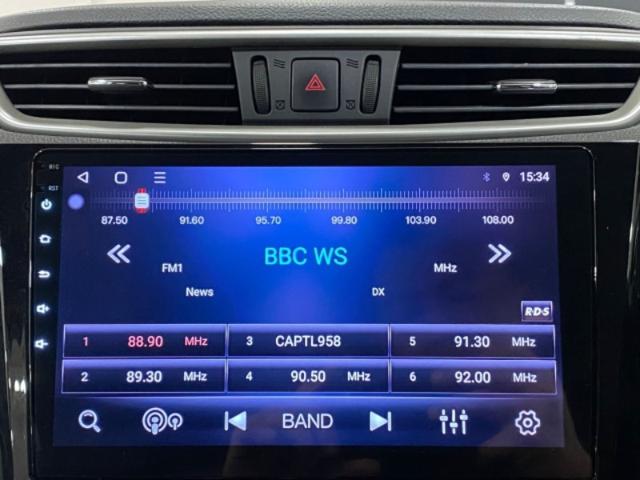 MIC
RST
15:34
87.50 91.60 95.70 99.80 103.90 108.00
BBC WS
FM1 MHz
News DX
R·D·S
1 88.90 MHz 3 CAPTL958 5 91.30 MHz
2 89.30 MHz 4 90.50 MHz 6 92.00 MHz
BAND